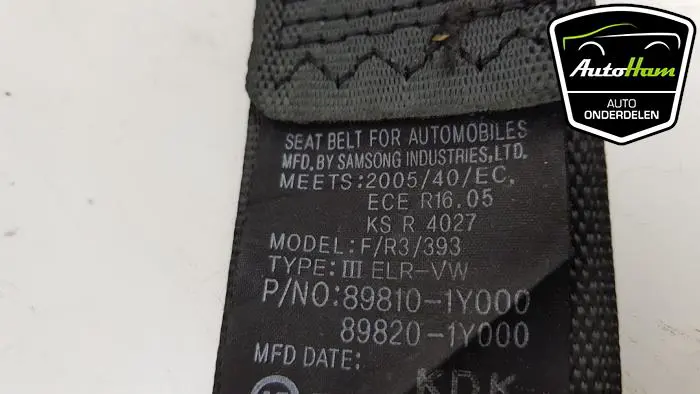 AutoHam
AUTO
ONDERDELEN
SEAT BELT FOR AUTOMOBILES
MFD. BY SAMSONG INDUSTRIES, LTD.
MEETS: 2005/40/EC,
ECE R16.05
KS R 4027
MODEL: F/R3/393
TYPE: III ELR-VW
P/NO: 89810-1Y000
89820-1Y000
MFD DATE:
KDK